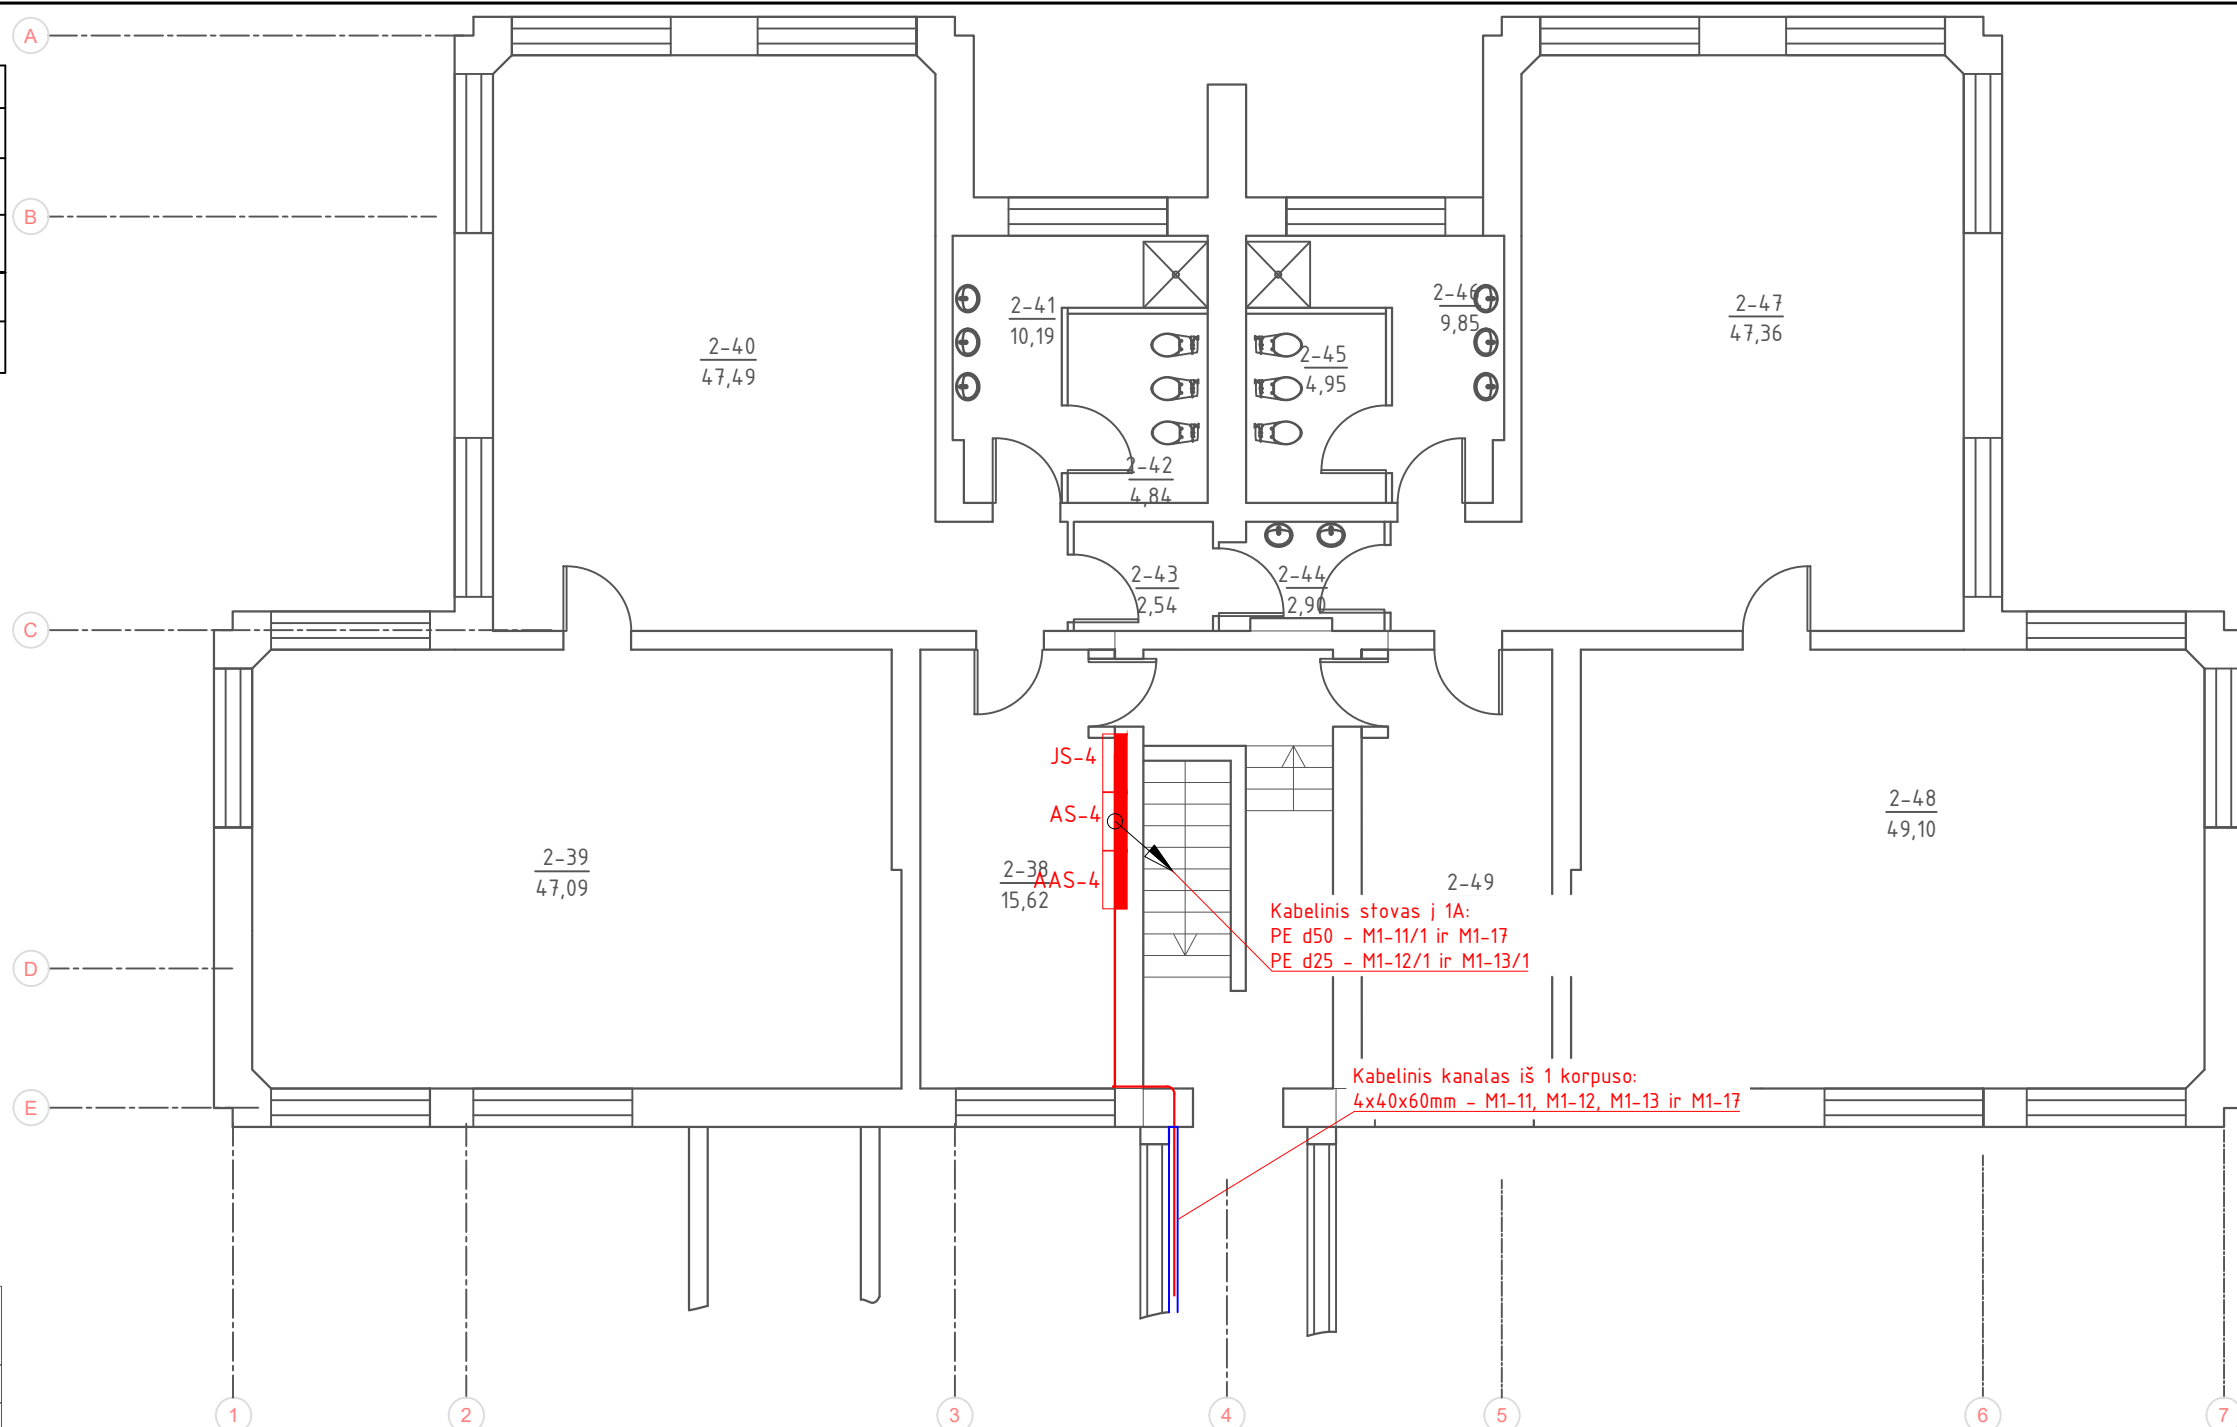 A
B
2-41
10,19
2-46
9,85
2-47
47,36
2-40
47,49
2-45
4,95
2-42
4,84
2-43
2,54
2-44
2,90
C
JS-4
AS-4
AAS-4
2-48
49,10
2-39
47,09
2-38
15,62
2-49
Kabelinis stovas į 1A:
PE d50 - M1-11/1 ir M1-17
PE d25 - M1-12/1 ir M1-13/1
D
Kabelinis kanalas iš 1 korpuso:
4x40x60mm - M1-11, M1-12, M1-13 ir M1-17
E
1
2
3
4
5
6
7